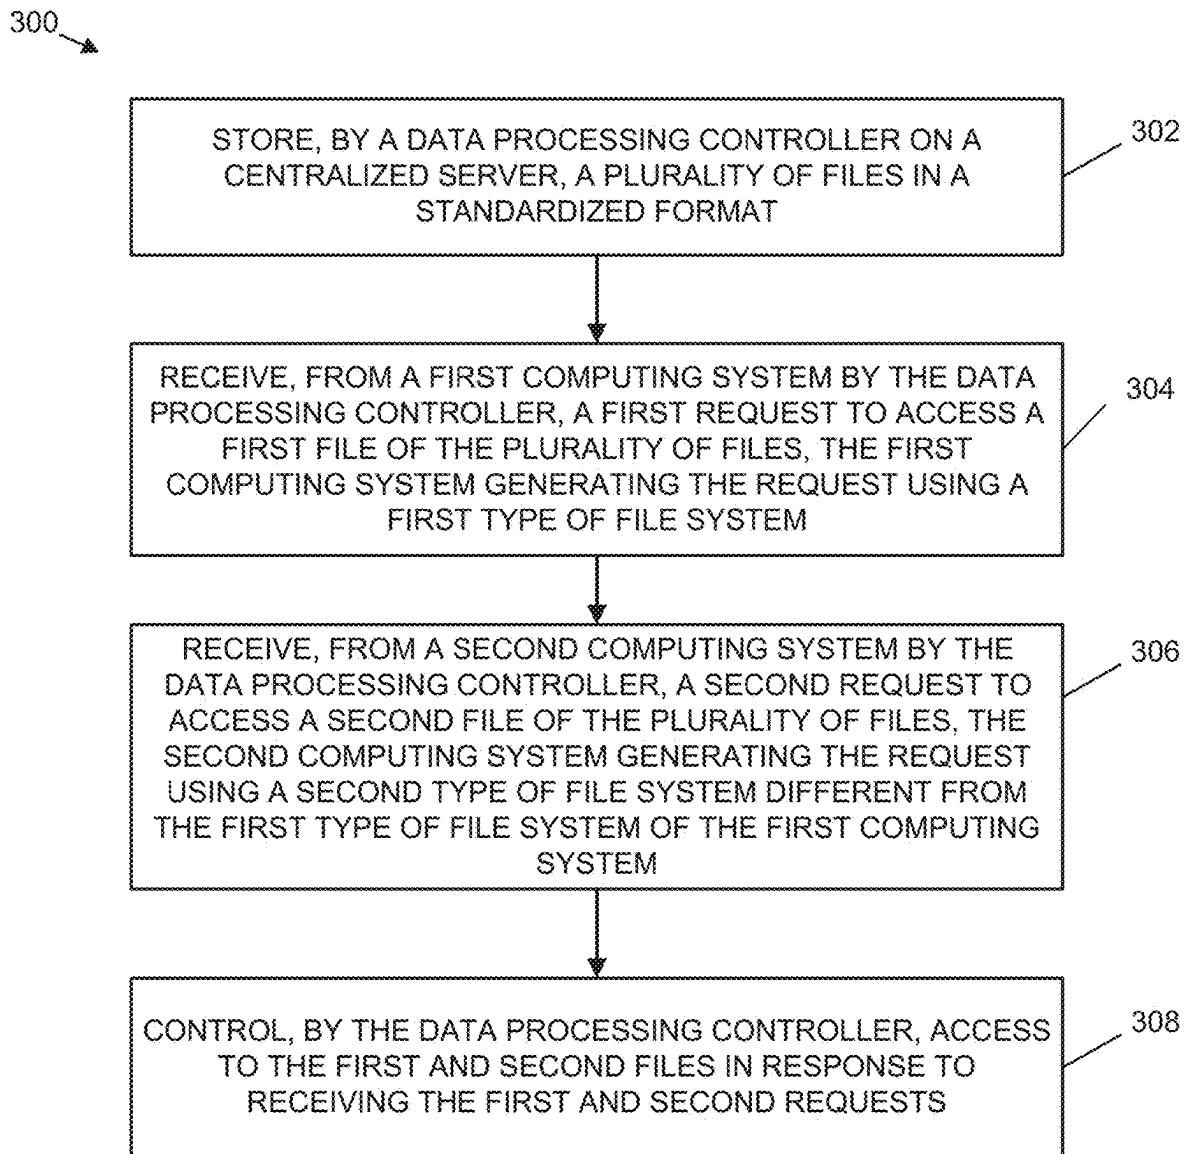 300
STORE, BY A DATA PROCESSING CONTROLLER ON A
CENTRALIZED SERVER, A PLURALITY OF FILES IN A
STANDARDIZED FORMAT
302
RECEIVE, FROM A FIRST COMPUTING SYSTEM BY THE DATA
PROCESSING CONTROLLER, A FIRST REQUEST TO ACCESS A
FIRST FILE OF THE PLURALITY OF FILES, THE FIRST
COMPUTING SYSTEM GENERATING THE REQUEST USING A
FIRST TYPE OF FILE SYSTEM
304
RECEIVE, FROM A SECOND COMPUTING SYSTEM BY THE
DATA PROCESSING CONTROLLER, A SECOND REQUEST TO
ACCESS A SECOND FILE OF THE PLURALITY OF FILES, THE
SECOND COMPUTING SYSTEM GENERATING THE REQUEST
USING A SECOND TYPE OF FILE SYSTEM DIFFERENT FROM
THE FIRST TYPE OF FILE SYSTEM OF THE FIRST COMPUTING
SYSTEM
306
CONTROL, BY THE DATA PROCESSING CONTROLLER, ACCESS
TO THE FIRST AND SECOND FILES IN RESPONSE TO
RECEIVING THE FIRST AND SECOND REQUESTS
308